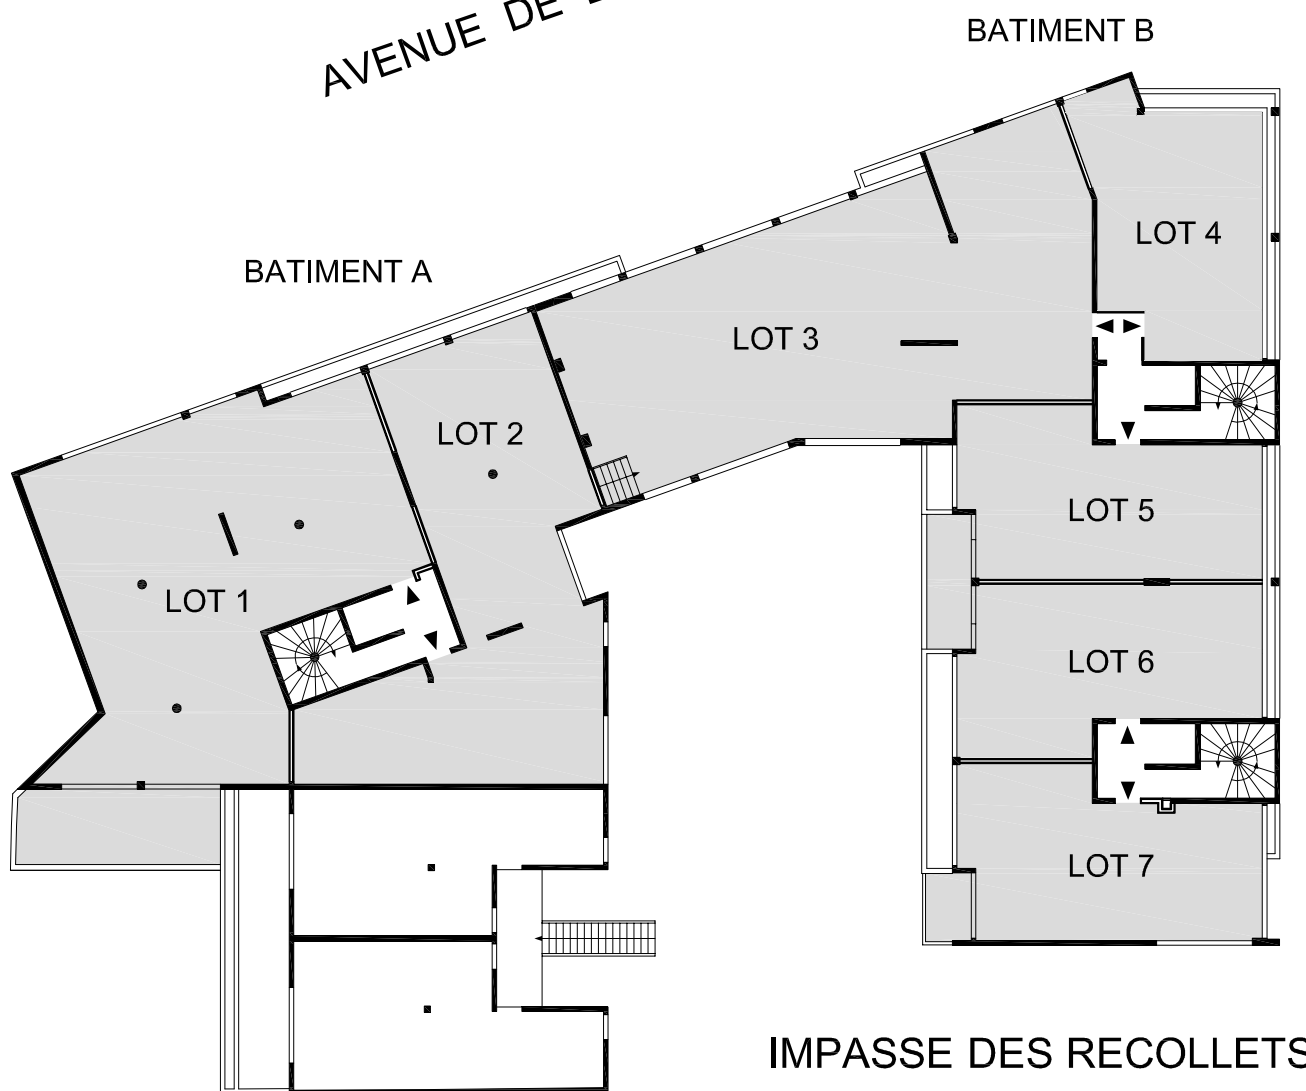 AVENUE DE
BATIMENT B
LOT 4
BATIMENT A
LOT 3
LOT 2
LOT 5
LOT 1
LOT 6
LOT 7
IMPASSE DES RECOLLETS